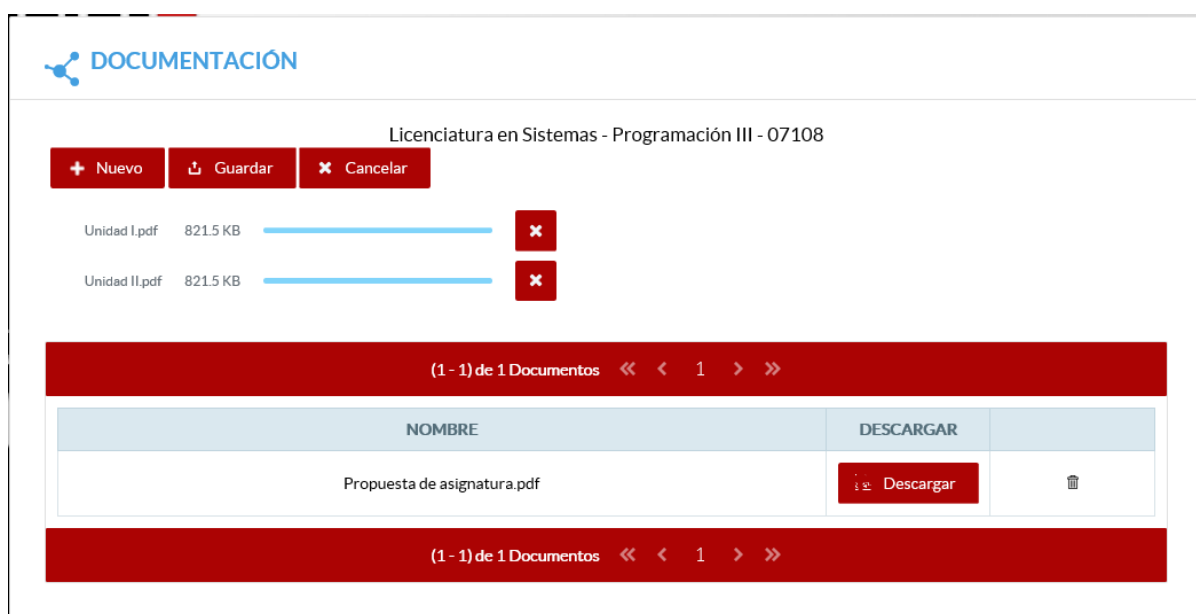 DOCUMENTACIÓN
Licenciatura en Sistemas - Programación III - 07108
Nuevo Guardar Cancelar
Unidad I.pdf 821.5 KB
Unidad II.pdf 821.5 KB
(1 - 1) de 1 Documentos 1
NOMBRE DESCARGAR
Propuesta de asignatura.pdf Descargar
(1 - 1) de 1 Documentos 1